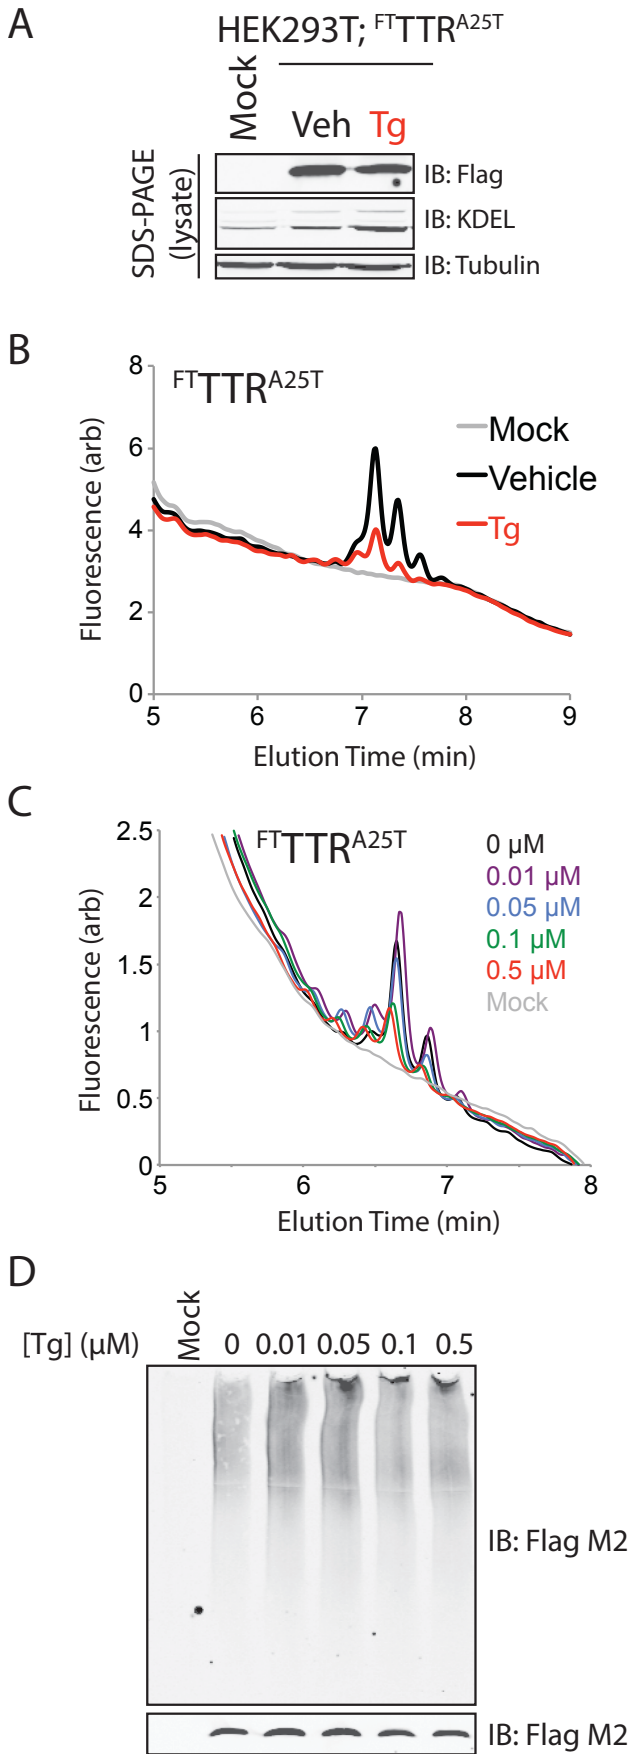 A
HEK293T; FTTTRA25T
Mock
Veh
Tg
SDS-PAGE
(lysate)
IB: Flag
IB: KDEL
IB: Tubulin
B
FTTTRA25T
Fluorescence (arb)
8
6
4
2
0
Mock
Vehicle
Tg
5 6 7 8 9
Elution Time (min)
C
FTTTRA25T
Fluorescence (arb)
2.5
2
1.5
1
0.5
0
0 µM
0.01 µM
0.05 µM
0.1 µM
0.5 µM
Mock
5 6 7 8
Elution Time (min)
D
Mock
[Tg] (µM) 0 0.01 0.05 0.1 0.5
IB: Flag M2
IB: Flag M2